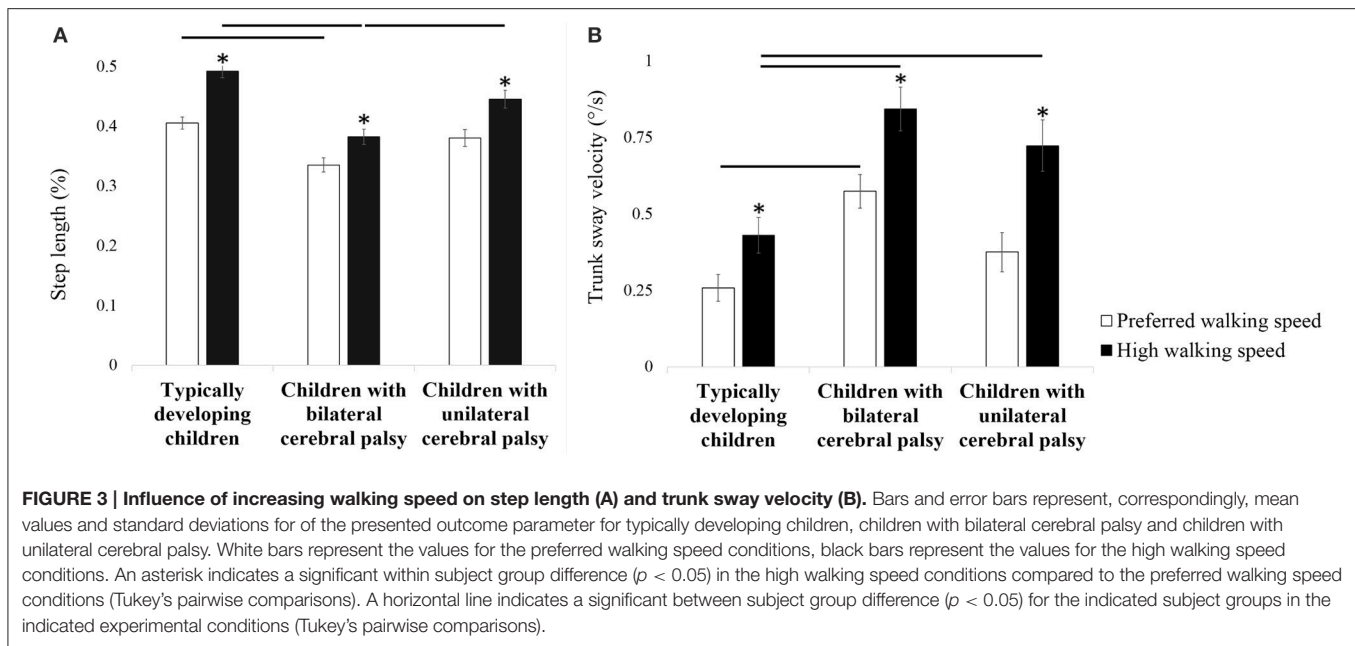 A
Step length (%)
0.5
0.4
0.3
0.2
0.1
0
*
*
*
Typically
developing
children
Children with
bilateral
cerebral palsy
Children with
unilateral
cerebral palsy
B
Trunk sway velocity (°/s)
1
0.75
0.5
0.25
0
*
*
*
Typically
developing
children
Children with
bilateral
cerebral palsy
Children with
unilateral
cerebral palsy
Preferred walking speed
High walking speed
FIGURE 3 | Influence of increasing walking speed on step length (A) and trunk sway velocity (B). Bars and error bars represent, correspondingly, mean
values and standard deviations for of the presented outcome parameter for typically developing children, children with bilateral cerebral palsy and children with
unilateral cerebral palsy. White bars represent the values for the preferred walking speed conditions, black bars represent the values for the high walking speed
conditions. An asterisk indicates a significant within subject group difference (p < 0.05) in the high walking speed conditions compared to the preferred walking speed
conditions (Tukey's pairwise comparisons). A horizontal line indicates a significant between subject group difference (p < 0.05) for the indicated subject groups in the
indicated experimental conditions (Tukey's pairwise comparisons).